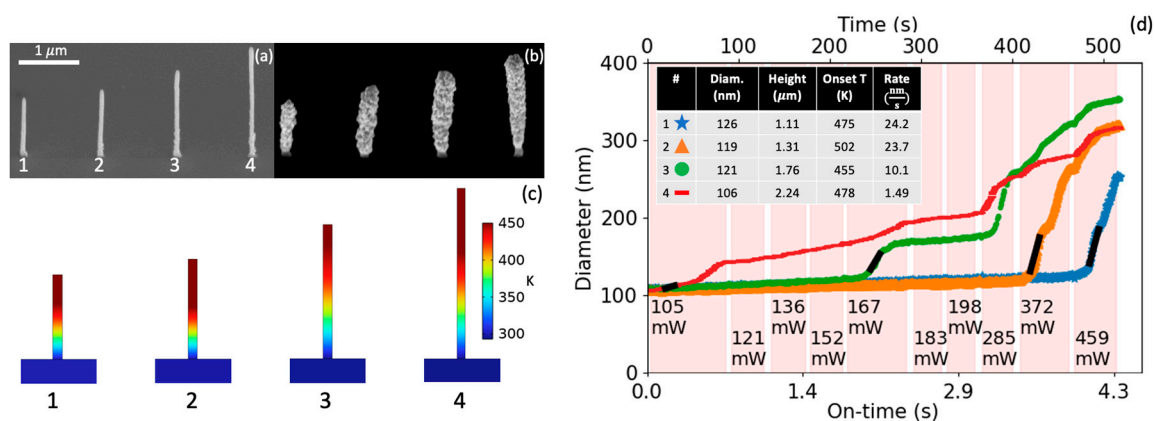 1 μm
(a)
1
2
3
4
(b)
(c)
450
400
K
350
300
1
2
3
4
Time (s)
(d)
0
100
200
300
400
500
# Diam. (nm) Height (μm) Onset T (K) Rate (nm/s)
1 126 1.11 475 24.2
2 119 1.31 502 23.7
3 121 1.76 455 10.1
4 106 2.24 478 1.49
Diameter (nm)
400
300
200
100
0
105 mW
121 mW
136 mW
152 mW
167 mW
183 mW
198 mW
285 mW
372 mW
459 mW
0.0
1.4
2.9
4.3
On-time (s)